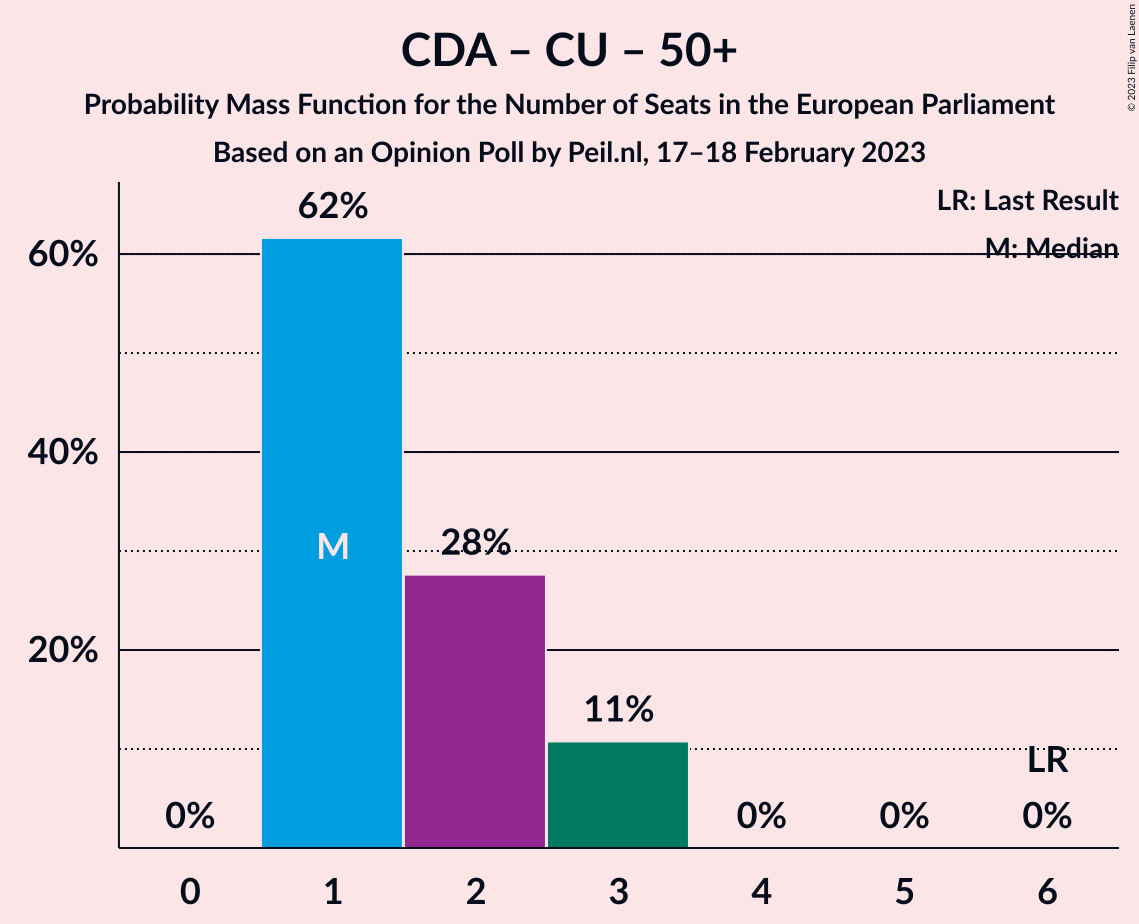 CDA – CU – 50+
Probability Mass Function for the Number of Seats in the European Parliament
Based on an Opinion Poll by Peil.nl, 17–18 February 2023
© 2023 Filip van Laenen
LR: Last Result
M: Median
62%
60%
40%
M
28%
20%
11%
LR
0%
0%
0%
0%
0
1
2
3
4
5
6